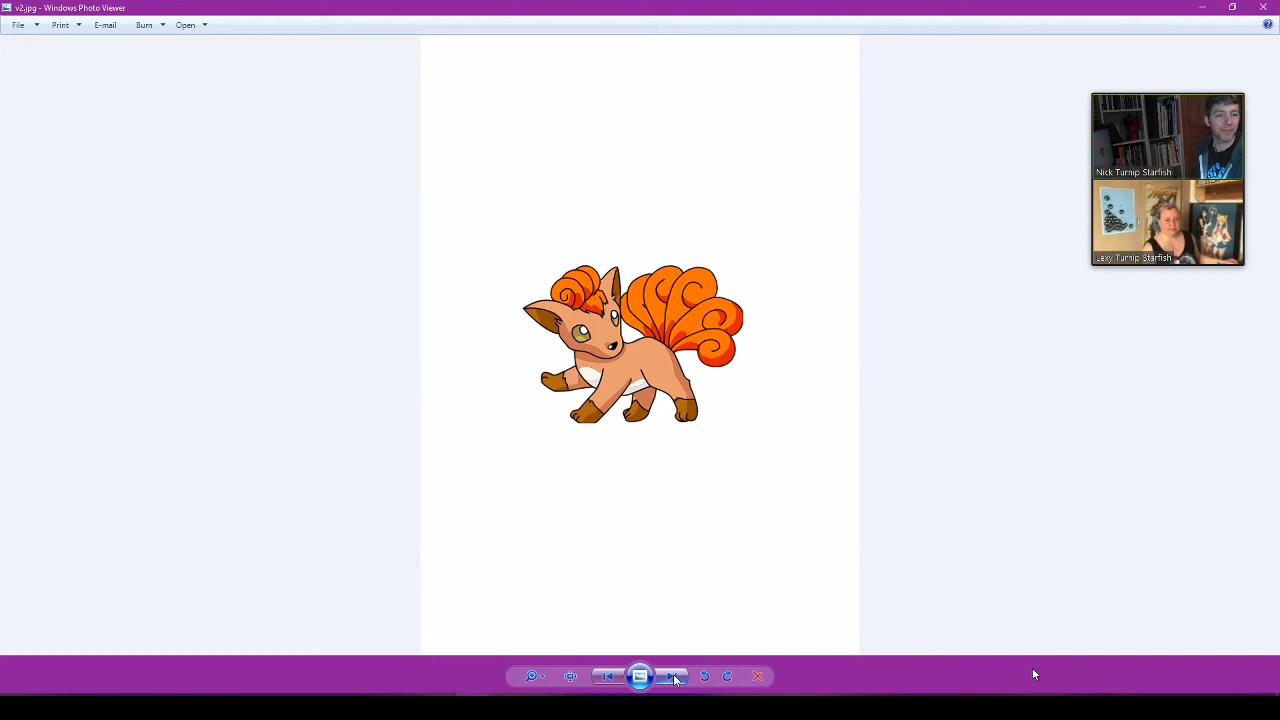 v2.jpg - Windows Photo Viewer
File Print E-mail Burn Open
Nick Turnip Starfish
Lexy Turnip Starfish